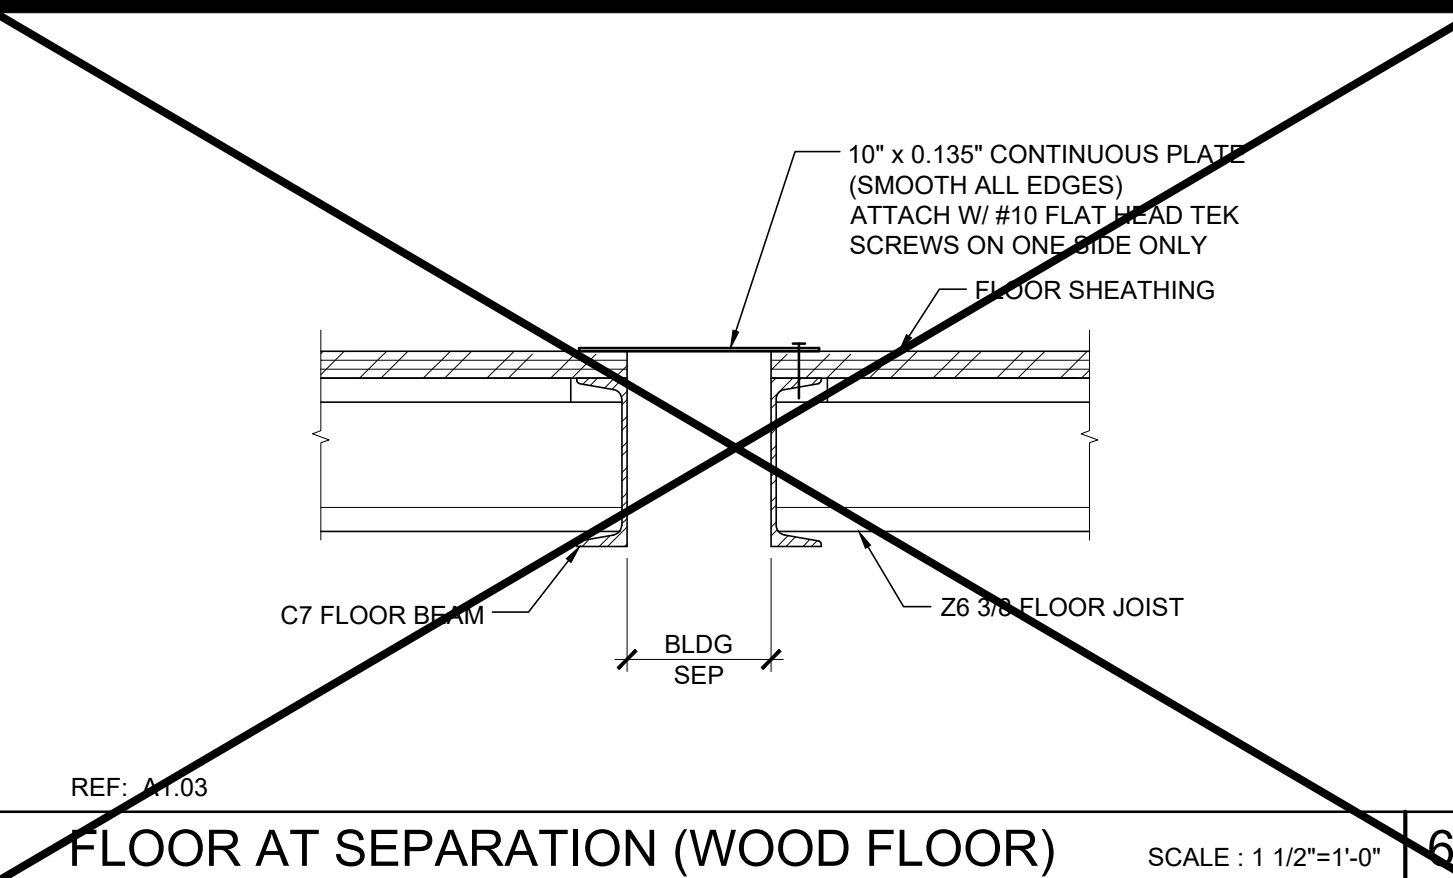 10" x 0.135" CONTINUOUS PLATE
(SMOOTH ALL EDGES)
ATTACH W/ #10 FLAT HEAD TEK
SCREWS ON ONE SIDE ONLY
FLOOR SHEATHING
C7 FLOOR BEAM
Z6 3/8 FLOOR JOIST
BLDG
SEP
REF: A1.03
FLOOR AT SEPARATION (WOOD FLOOR)
SCALE : 1 1/2"=1'-0"
6